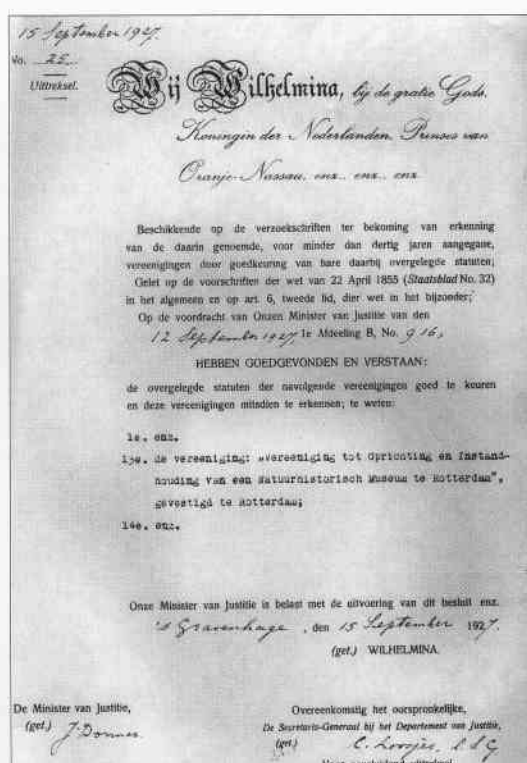 15 September 1927.
No. 25.
Uittreksel.
Wij Wilhelmina, bij de gratie Gods,
Koningin der Nederlanden, Prinses van
Oranje-Nassau, enz., enz., enz.
Beschikkende op de verzoekschriften ter bekoming van erkenning
van de daarin genoemde, voor minder dan dertig jaren aangegane,
vereenigingen door goedkeuring van hare daarbij overgelegde statuten;
Gelet op de voorschriften der wet van 22 April 1855 (Staatsblad No. 32)
in het algemeen en op art. 6, tweede lid, dier wet in het bijzonder;
Op de voordracht van Onzen Minister van Justitie van den
12 September 1927 1e Afdeeling B, No. 916,
HEBBEN GOEDGEVONDEN EN VERSTAAN:
de overgelegde statuten der navolgende vereenigingen goed te keuren
en deze vereenigingen mitsdien te erkennen; te weten:
1e. enz.
13e. de vereeniging: „Vereeniging tot Oprichting en Instand-
houding van een Natuurhistorisch Museum te Rotterdam",
gevestigd te Rotterdam;
14e. enz.
Onze Minister van Justitie is belast met de uitvoering van dit besluit enz.
's Gravenhage, den 15 September 1927.
(get.) WILHELMINA.
De Minister van Justitie,
(get.) J. Donner
Overeenkomstig het oorspronkelijke,
De Secretaris-Generaal bij het Departement van Justitie,
(get.) C. Loosjes, L.S.G.